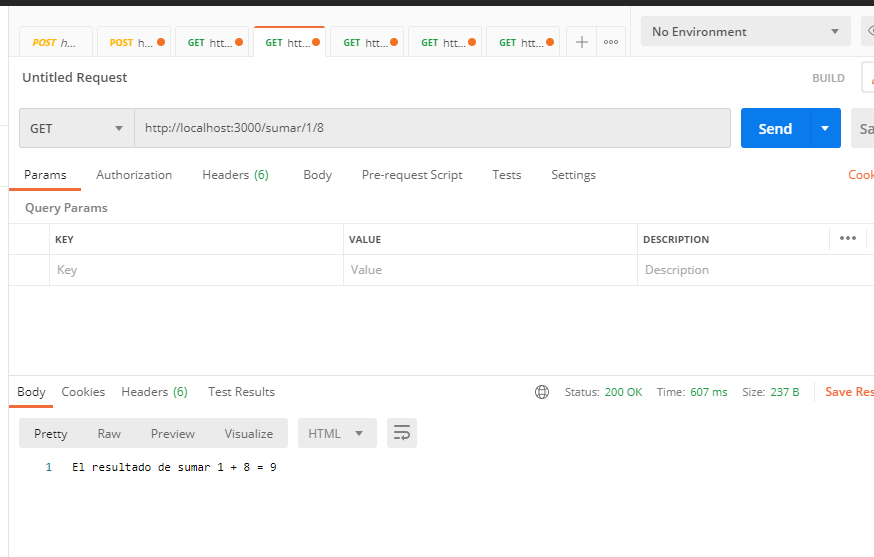 POST h...
POST h...
GET htt...
GET htt...
GET htt...
GET htt...
GET htt...
No Environment
Untitled Request
BUILD
GET
http://localhost:3000/sumar/1/8
Send
Sa
Params
Authorization
Headers (6)
Body
Pre-request Script
Tests
Settings
Cook
Query Params
KEY
VALUE
DESCRIPTION
Key
Value
Description
Body
Cookies
Headers (6)
Test Results
Status: 200 OK
Time: 607 ms
Size: 237 B
Save Res
Pretty
Raw
Preview
Visualize
HTML
1 El resultado de sumar 1 + 8 = 9